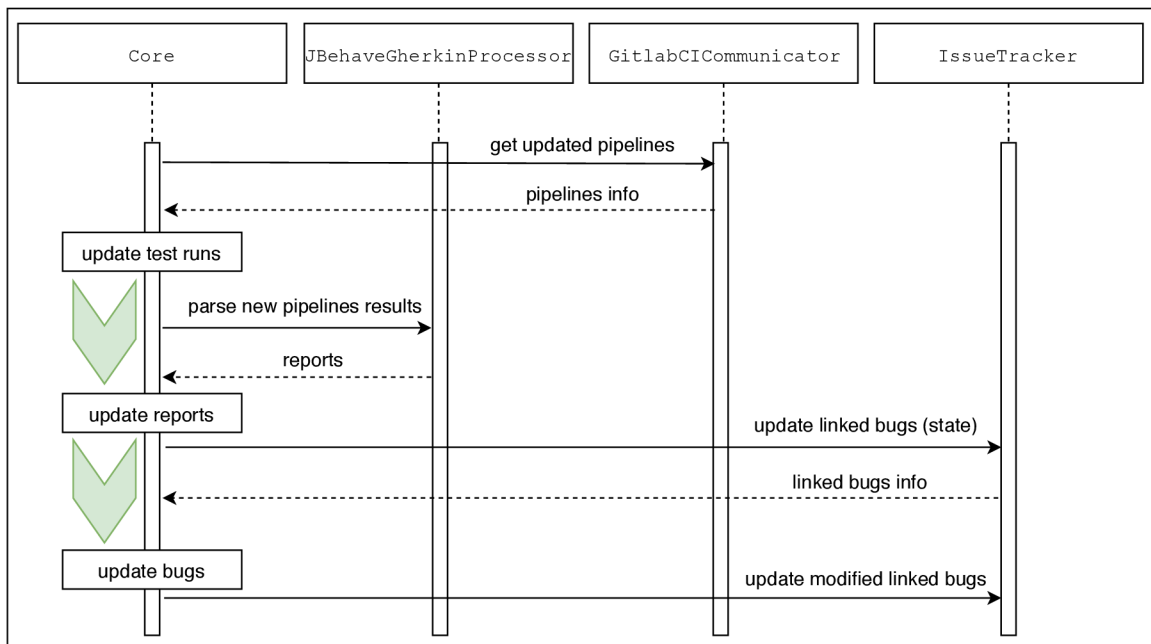 Core
JBehaveGherkinProcessor
GitlabCICommunicator
IssueTracker
get updated pipelines
pipelines info
update test runs
parse new pipelines results
reports
update reports
update linked bugs (state)
linked bugs info
update bugs
update modified linked bugs